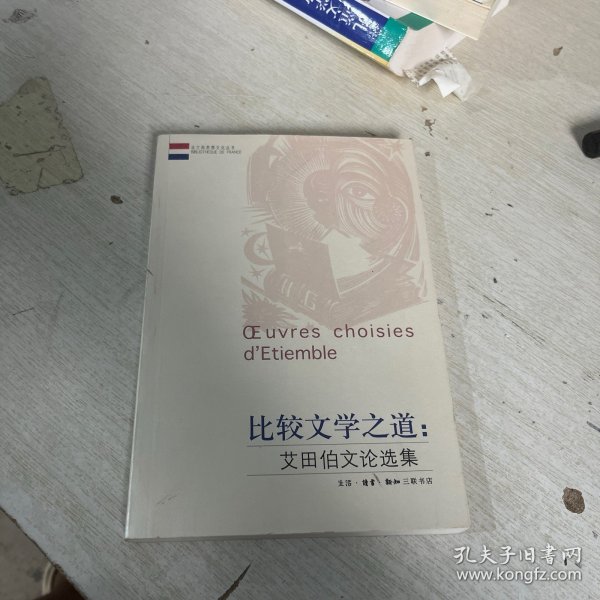 法兰西思想文化丛书
BIBLIOTHEQUE DE FRANCE
Œuvres choisies
d'Etiemble
比较文学之道：
艾田伯文论选集
生活·读书·新知三联书店
孔夫子旧书网
www.kongfz.com